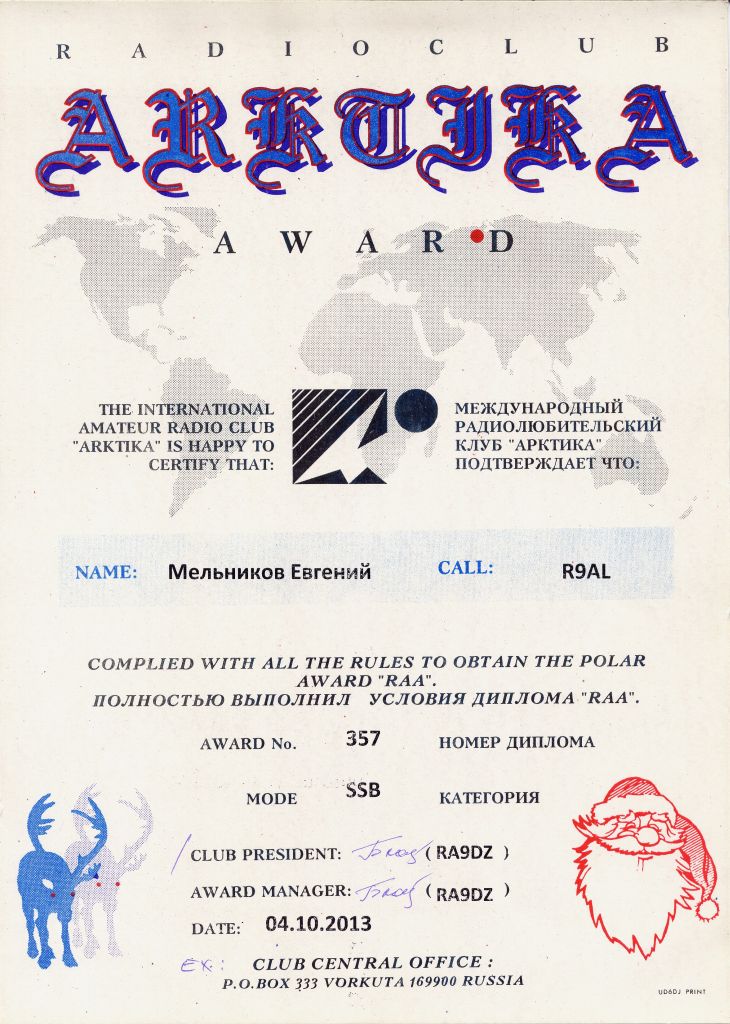 RADIOCLUB
ARKTIKA
AWARD
THE INTERNATIONAL
AMATEUR RADIO CLUB
"ARKTIKA" IS HAPPY TO
CERTIFY THAT:
МЕЖДУНАРОДНЫЙ
РАДИОЛЮБИТЕЛЬСКИЙ
КЛУБ "АРКТИКА"
ПОДТВЕРЖДАЕТ ЧТО:
NAME: Мельников Евгений CALL: R9AL
COMPLIED WITH ALL THE RULES TO OBTAIN THE POLAR
AWARD "RAA".
ПОЛНОСТЬЮ ВЫПОЛНИЛ УСЛОВИЯ ДИПЛОМА "RAA".
AWARD No. 357 НОМЕР ДИПЛОМА
MODE SSB КАТЕГОРИЯ
CLUB PRESIDENT: (RA9DZ )
AWARD MANAGER: (RA9DZ )
DATE: 04.10.2013
EX: CLUB CENTRAL OFFICE :
P.O.BOX 333 VORKUTA 169900 RUSSIA
UD6DJ PRINT